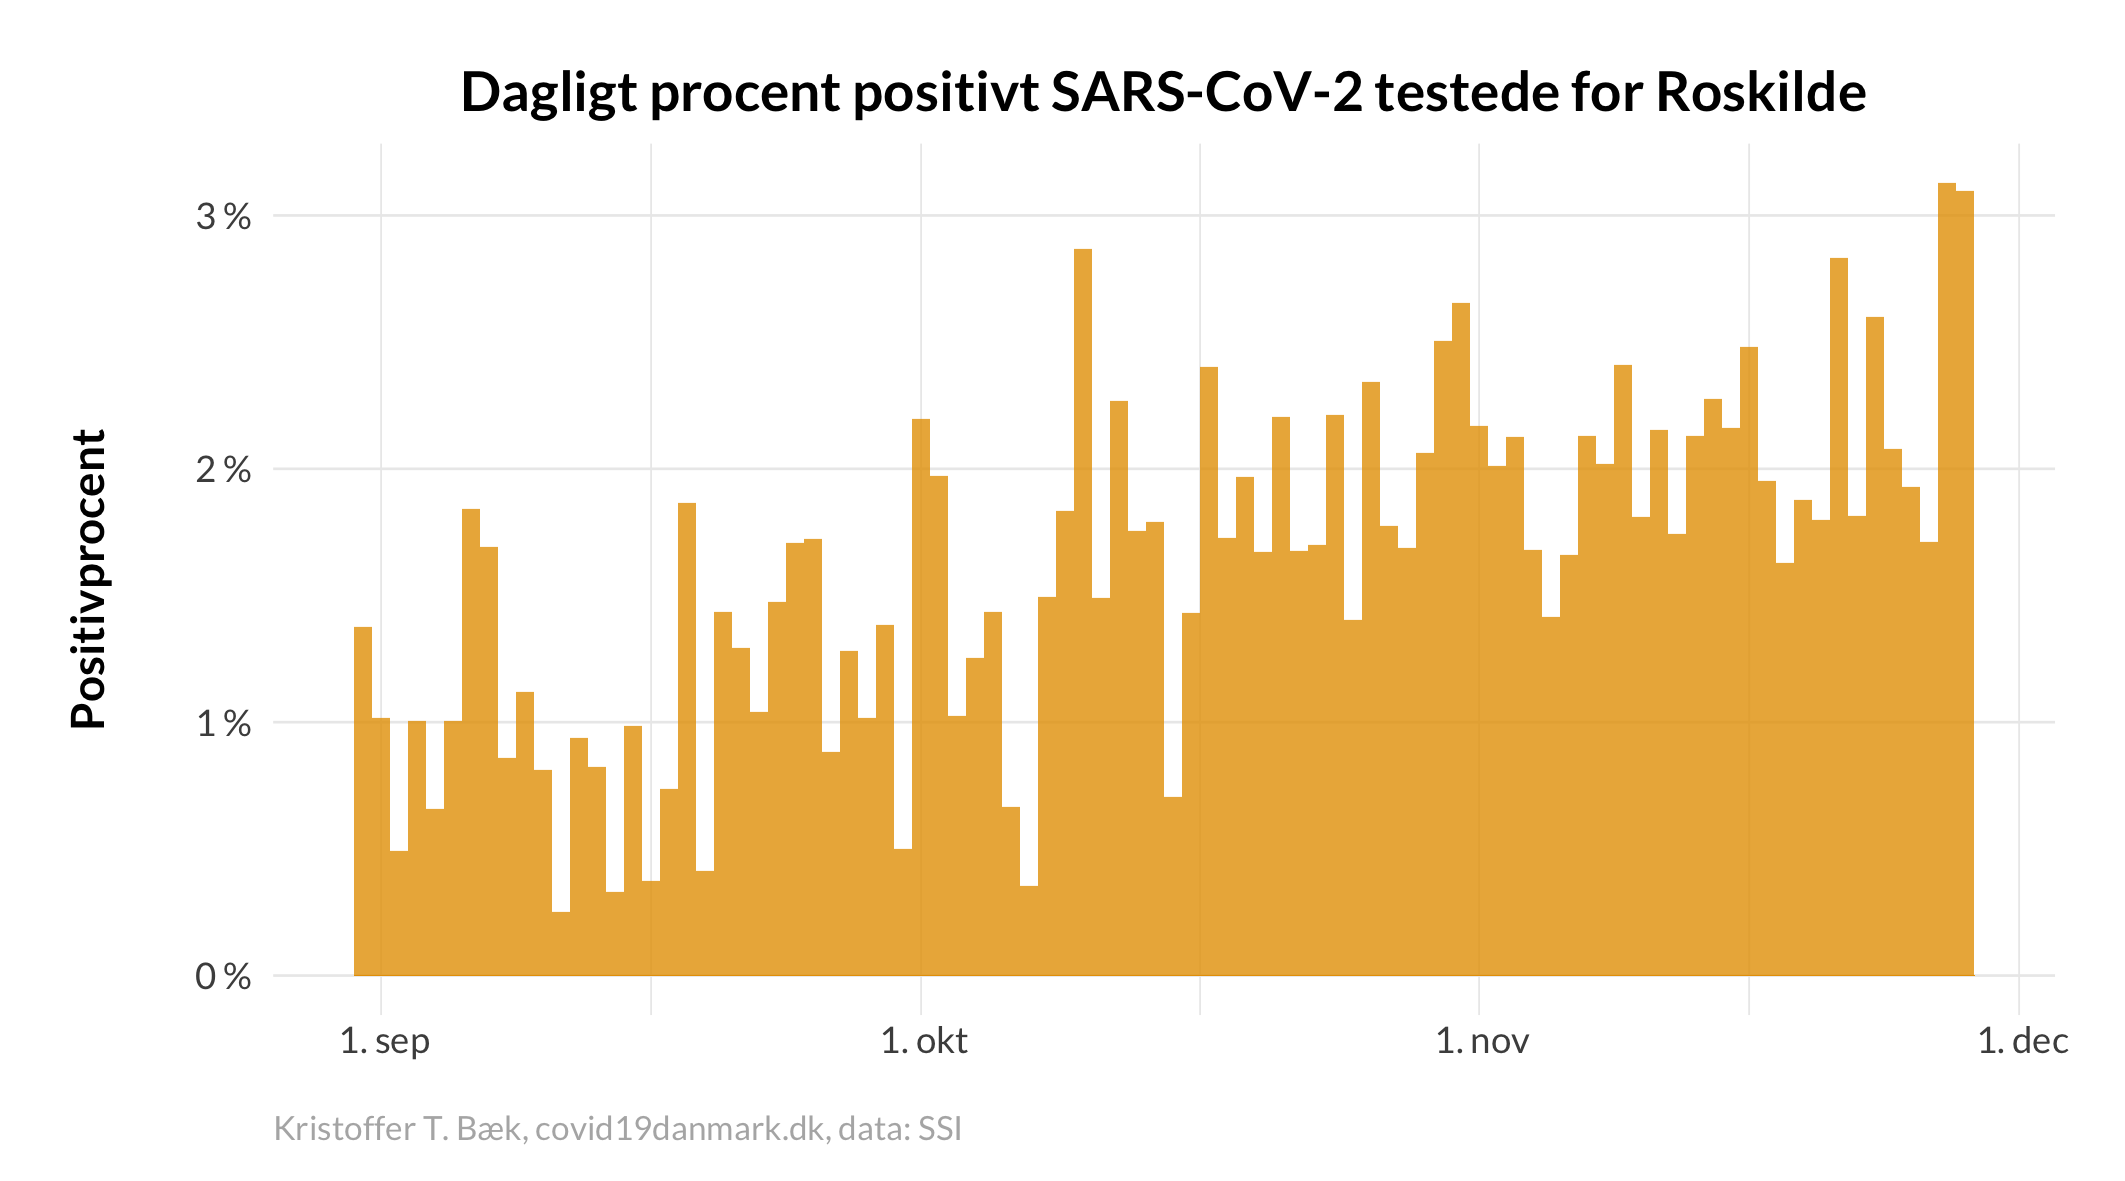 Dagligt procent positivt SARS-CoV-2 testede for Roskilde
Positivprocent
3 %
2 %
1 %
0 %
1. sep
1. okt
1. nov
1. dec
Kristoffer T. Bæk, covid19danmark.dk, data: SSI